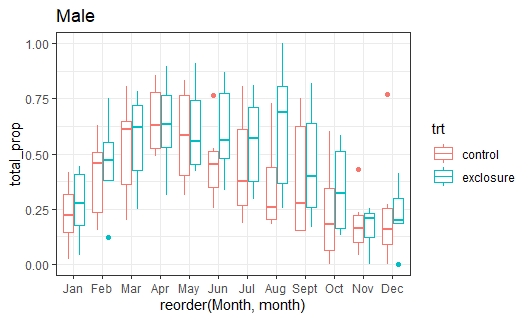 Male
total_prop
1.00
0.75
0.50
0.25
0.00
Jan Feb Mar Apr May Jun Jul Aug Sept Oct Nov Dec
reorder(Month, month)
trt
control
exclosure